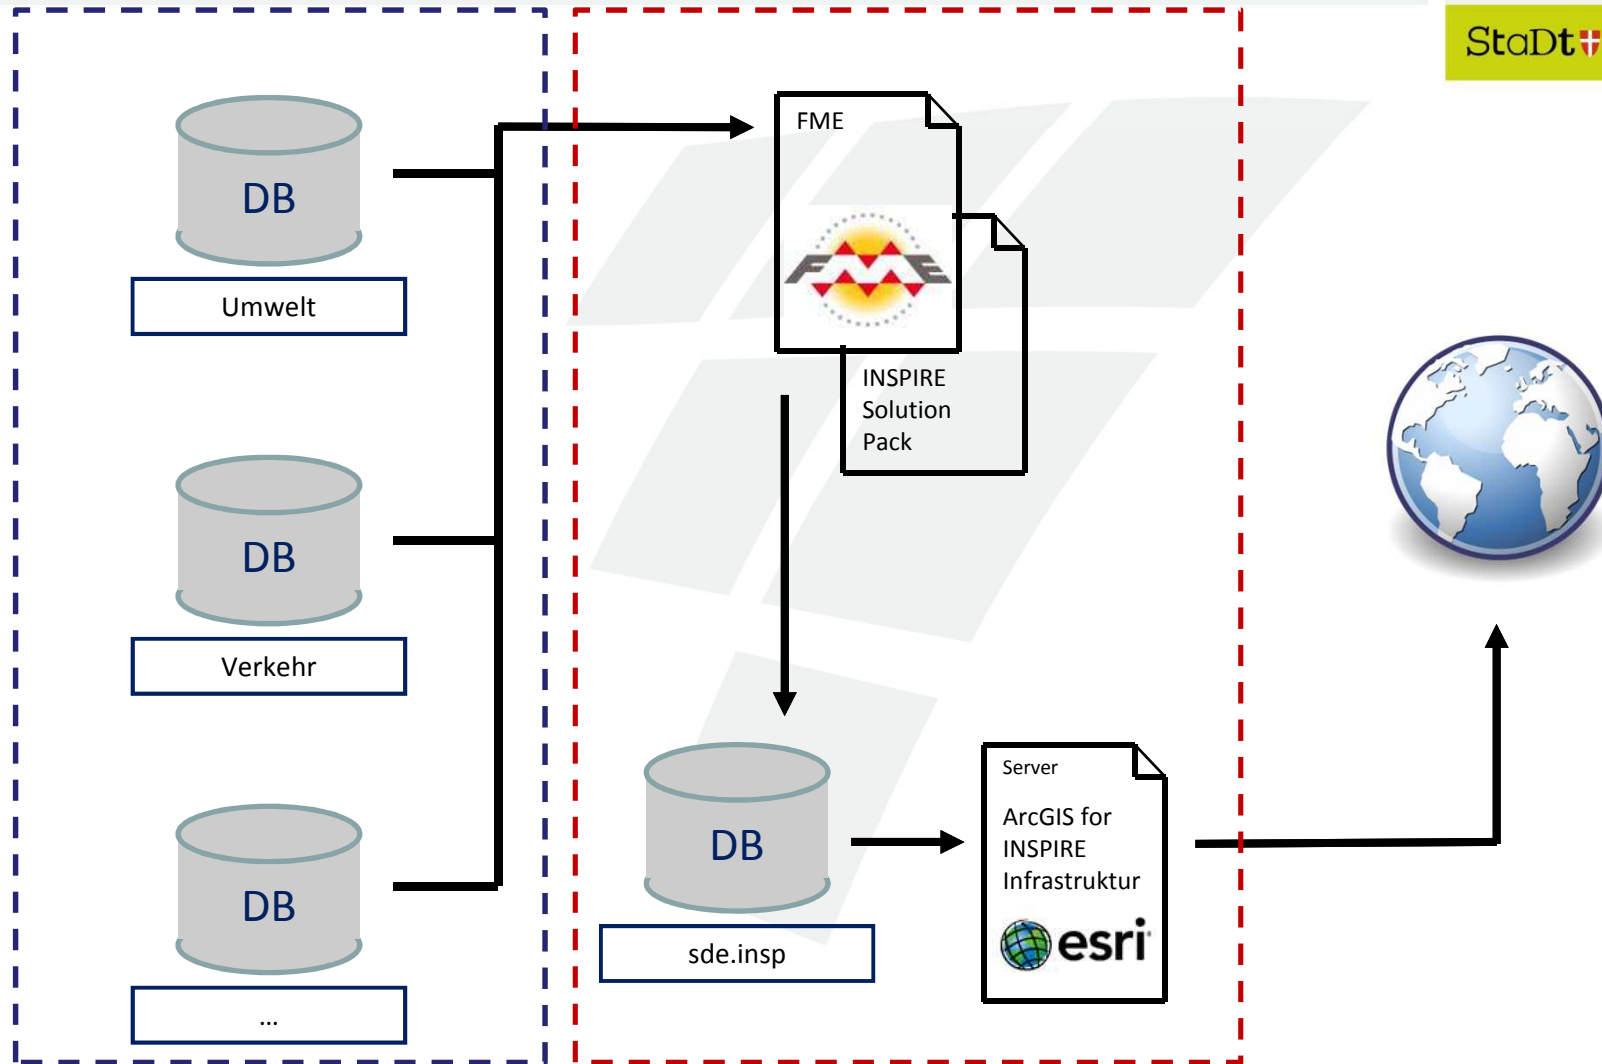 StaDt
DB
Umwelt
DB
Verkehr
DB
...
FME
FME
INSPIRE
Solution
Pack
DB
sde.insp
Server
ArcGIS for
INSPIRE
Infrastruktur
esri